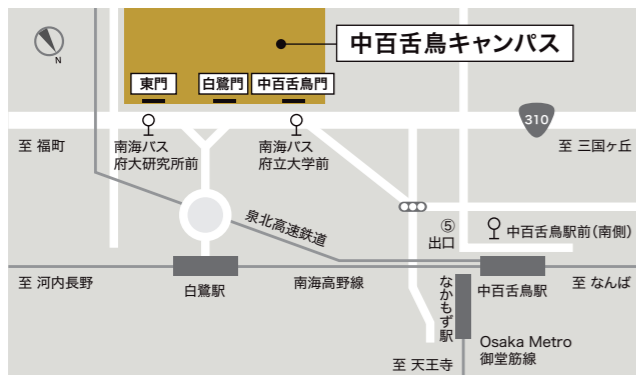 N
中百舌鳥キャンパス
東門
白鷺門
中百舌鳥門
310
至 福町
南海バス
府大研究所前
南海バス
府立大学前
至 三国ヶ丘
泉北高速鉄道
⑤
出口
中百舌鳥駅前(南側)
至 河内長野
白鷺駅
南海高野線
なかもず駅
中百舌鳥駅
至 なんば
Osaka Metro
御堂筋線
至 天王寺